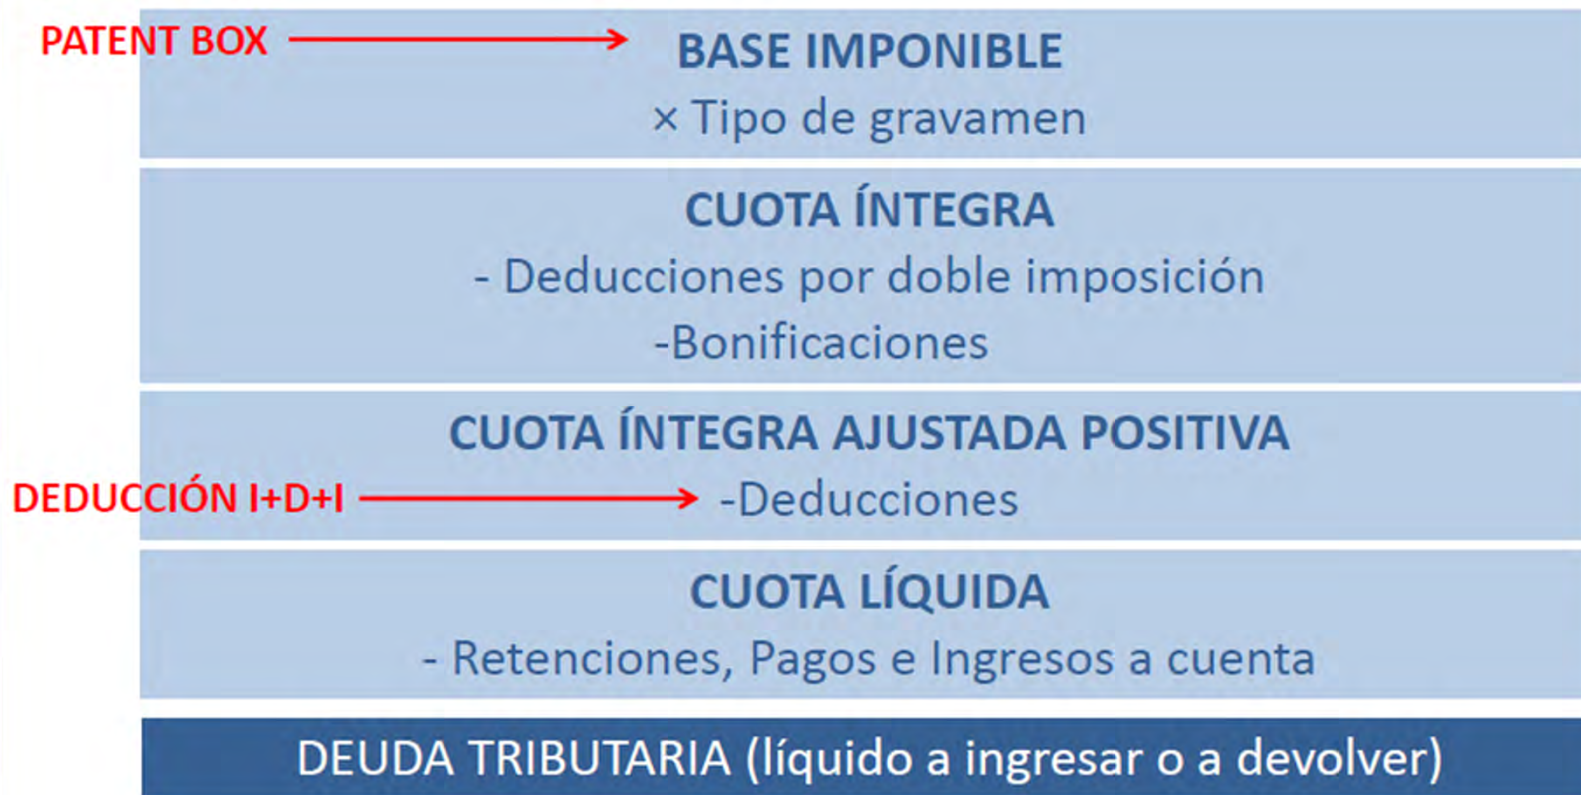 PATENT BOX
BASE IMPONIBLE
× Tipo de gravamen
CUOTA ÍNTEGRA
- Deducciones por doble imposición
-Bonificaciones
CUOTA ÍNTEGRA AJUSTADA POSITIVA
DEDUCCIÓN I+D+I
-Deducciones
CUOTA LÍQUIDA
- Retenciones, Pagos e Ingresos a cuenta
DEUDA TRIBUTARIA (líquido a ingresar o a devolver)